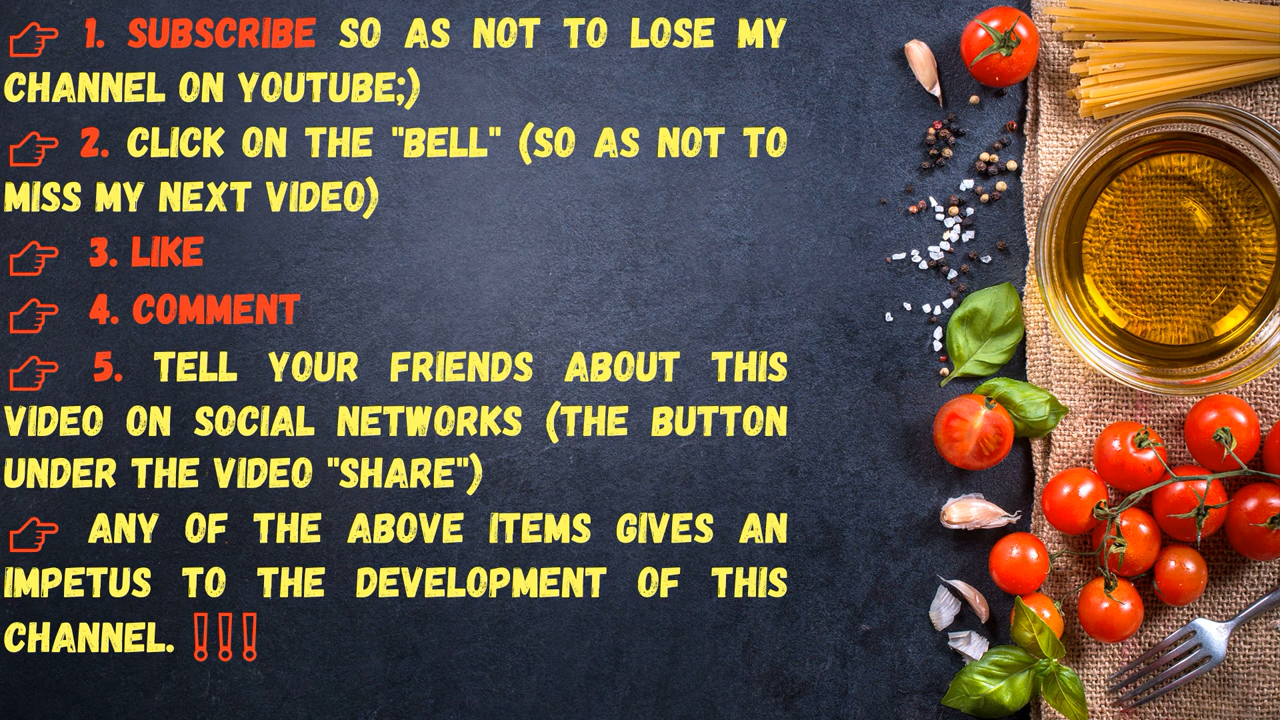 👉 1. SUBSCRIBE SO AS NOT TO LOSE MY
CHANNEL ON YOUTUBE;)
👉 2. CLICK ON THE "BELL" (SO AS NOT TO
MISS MY NEXT VIDEO)
👉 3. LIKE
👉 4. COMMENT
👉 5. TELL YOUR FRIENDS ABOUT THIS
VIDEO ON SOCIAL NETWORKS (THE BUTTON
UNDER THE VIDEO "SHARE")
👉 ANY OF THE ABOVE ITEMS GIVES AN
IMPETUS TO THE DEVELOPMENT OF THIS
CHANNEL. !!!